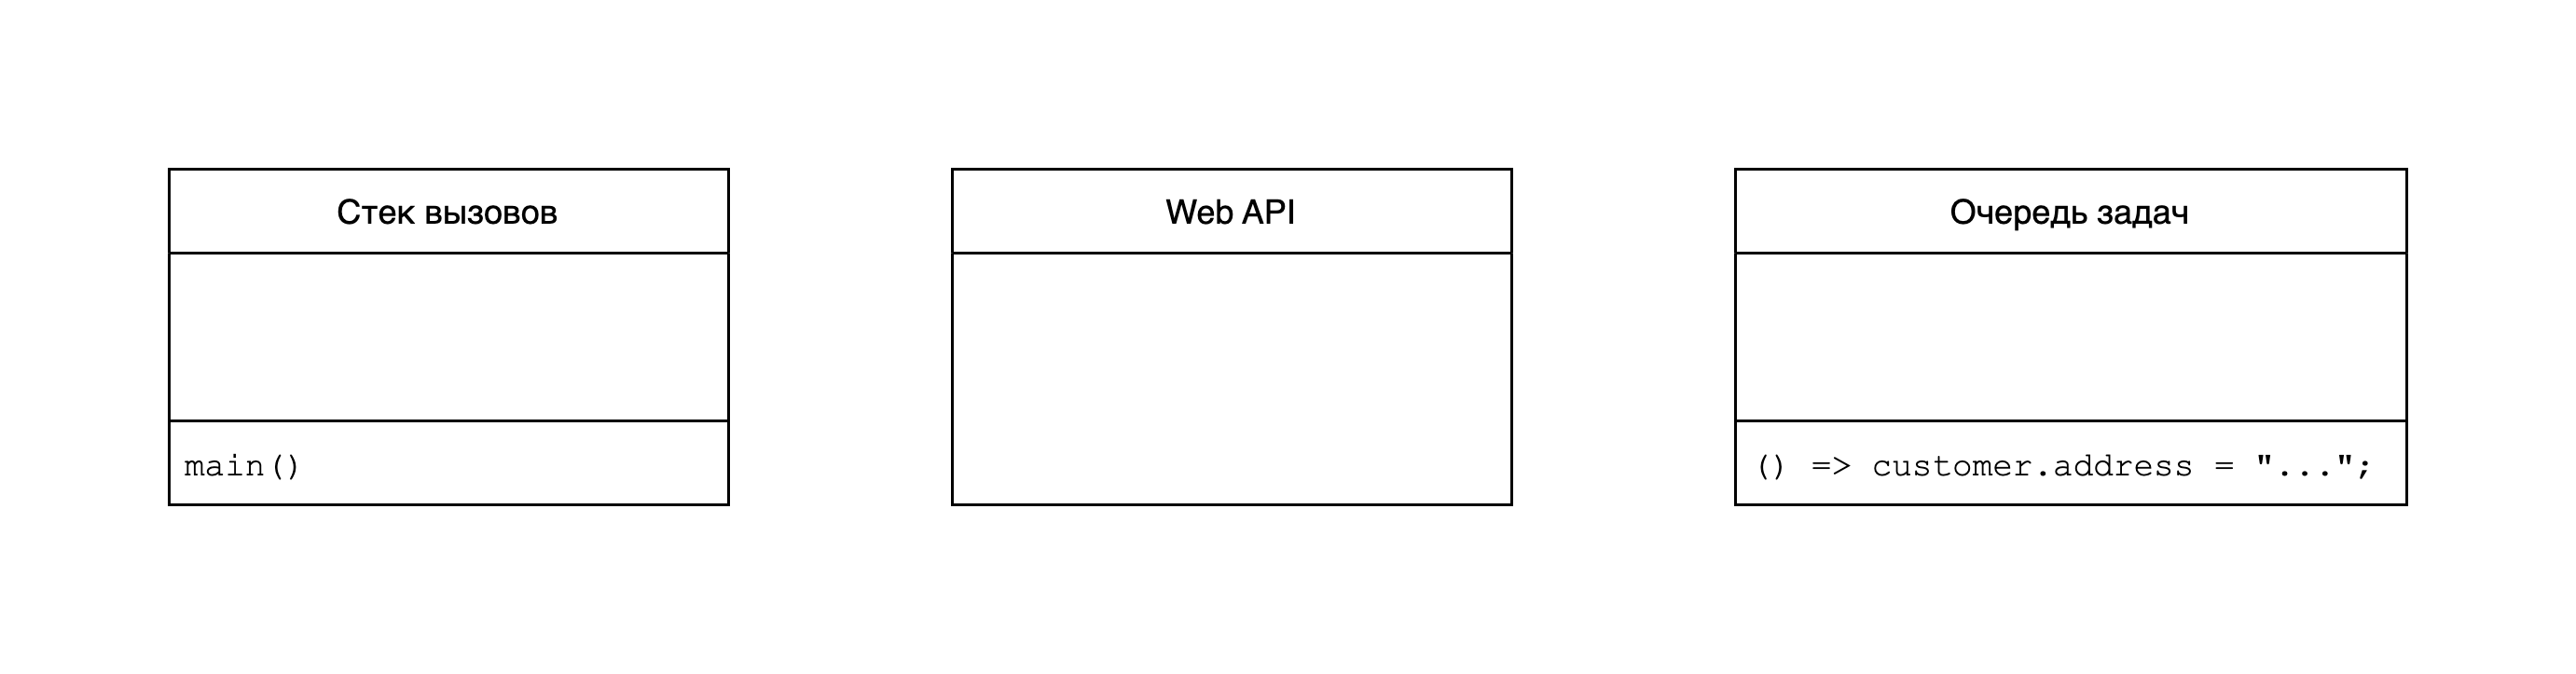 Стек вызовов
Web API
Очередь задач
main()
() => customer.address = "...";